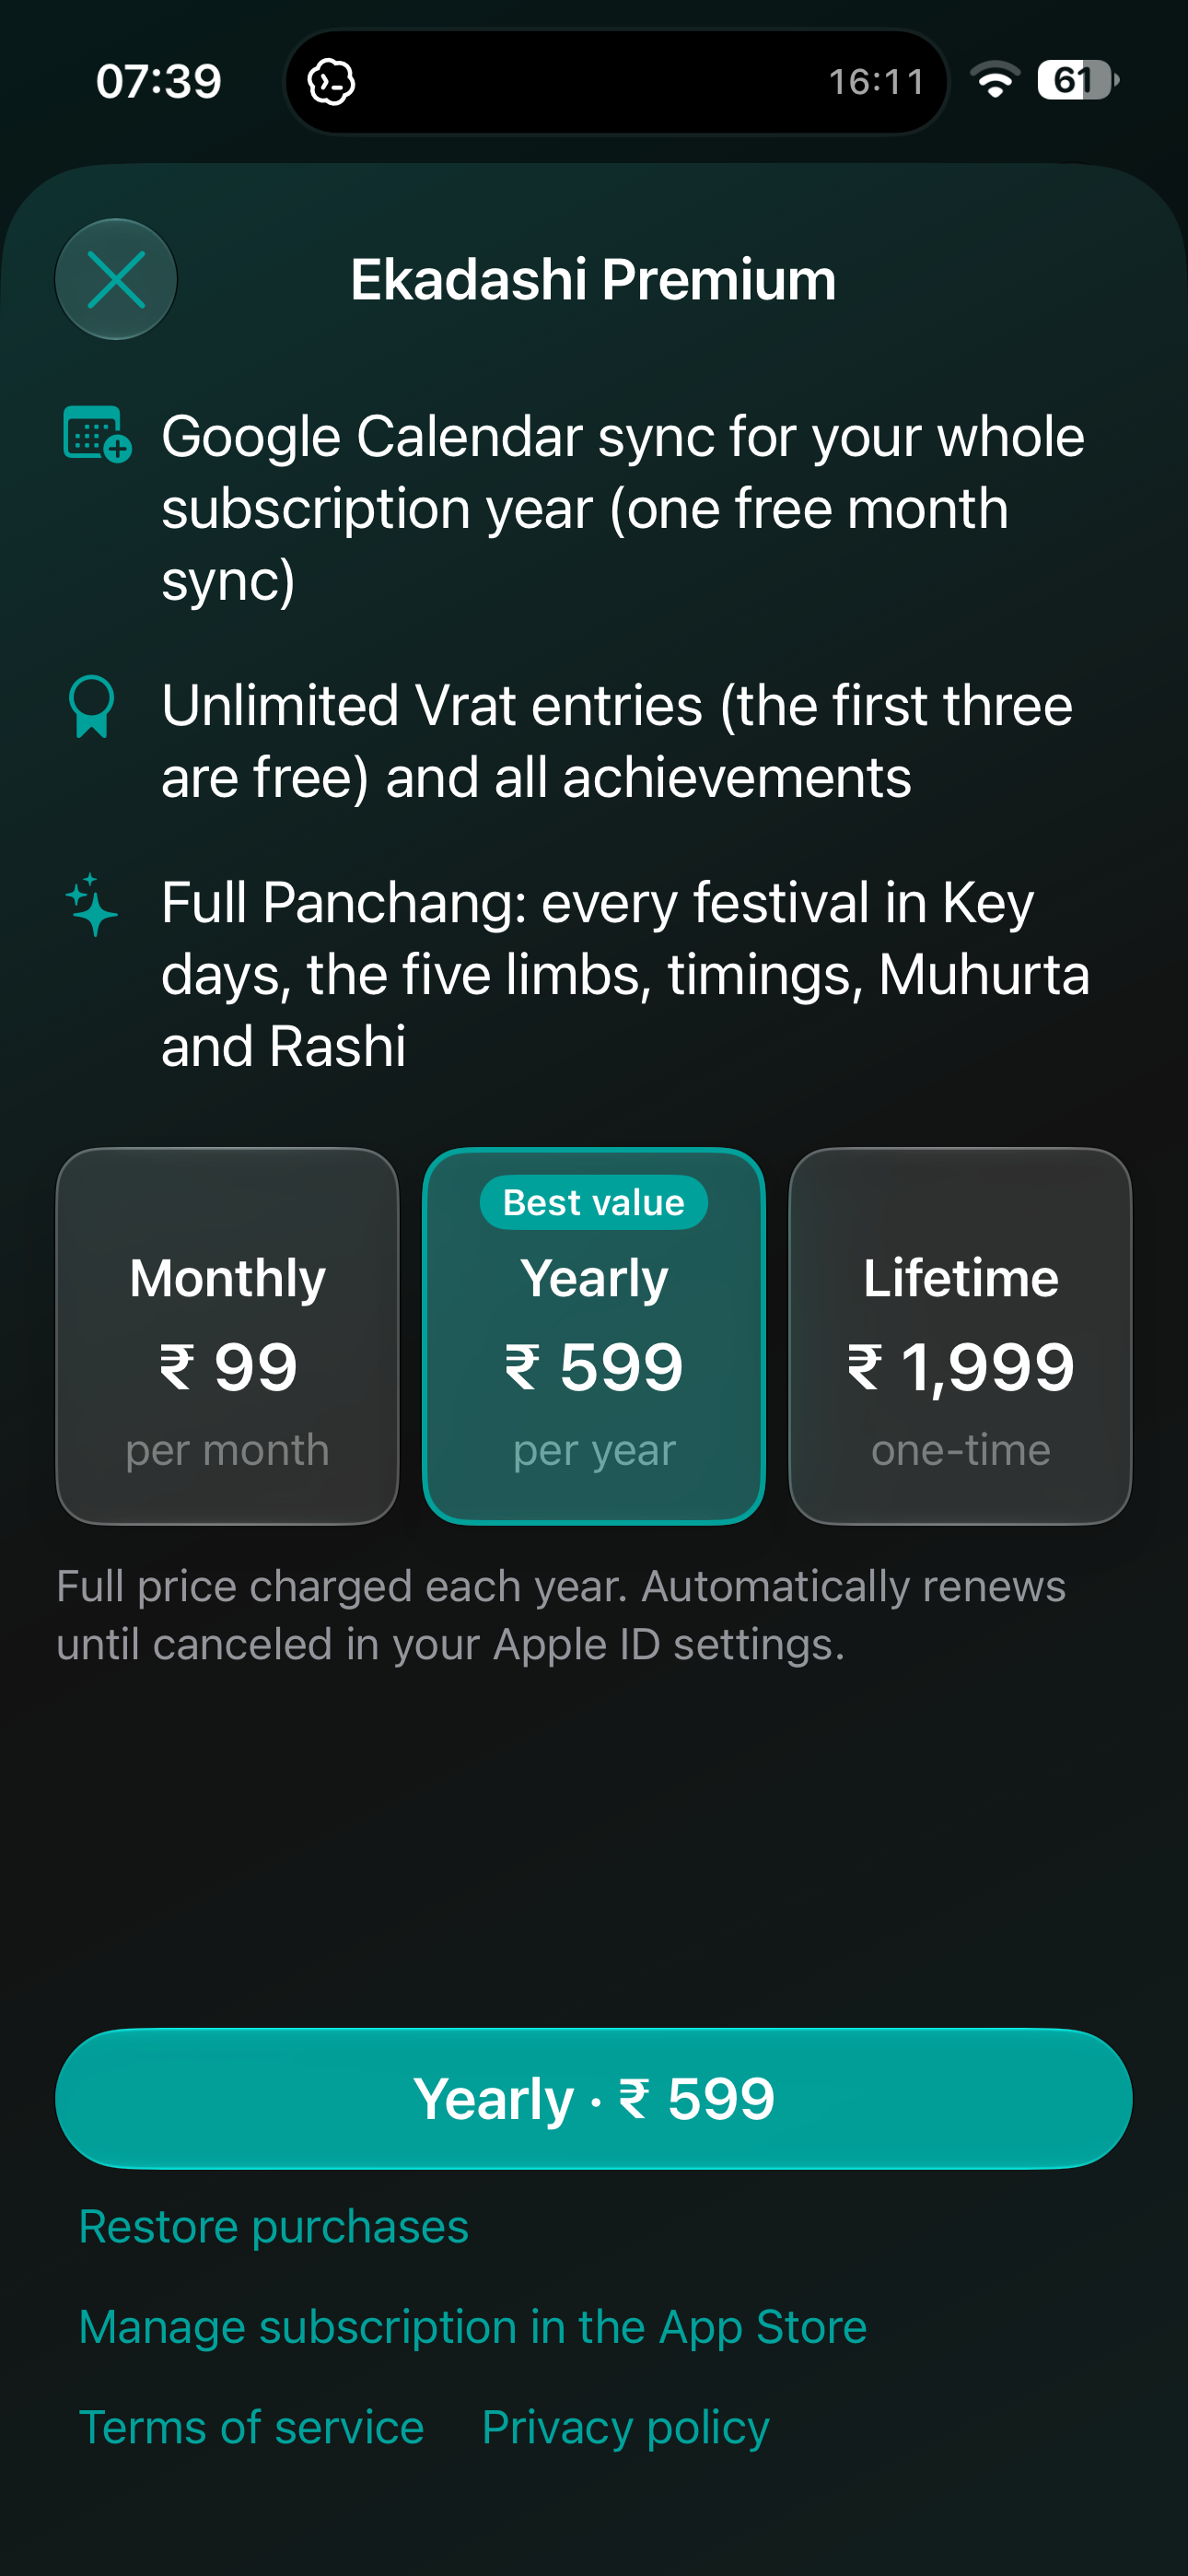 07:39
16:11
61
Ekadashi Premium
Google Calendar sync for your whole
subscription year (one free month
sync)
Unlimited Vrat entries (the first three
are free) and all achievements
Full Panchang: every festival in Key
days, the five limbs, timings, Muhurta
and Rashi
Monthly
₹ 99
per month
Best value
Yearly
₹ 599
per year
Lifetime
₹ 1,999
one-time
Full price charged each year. Automatically renews
until canceled in your Apple ID settings.
Yearly · ₹ 599
Restore purchases
Manage subscription in the App Store
Terms of service Privacy policy